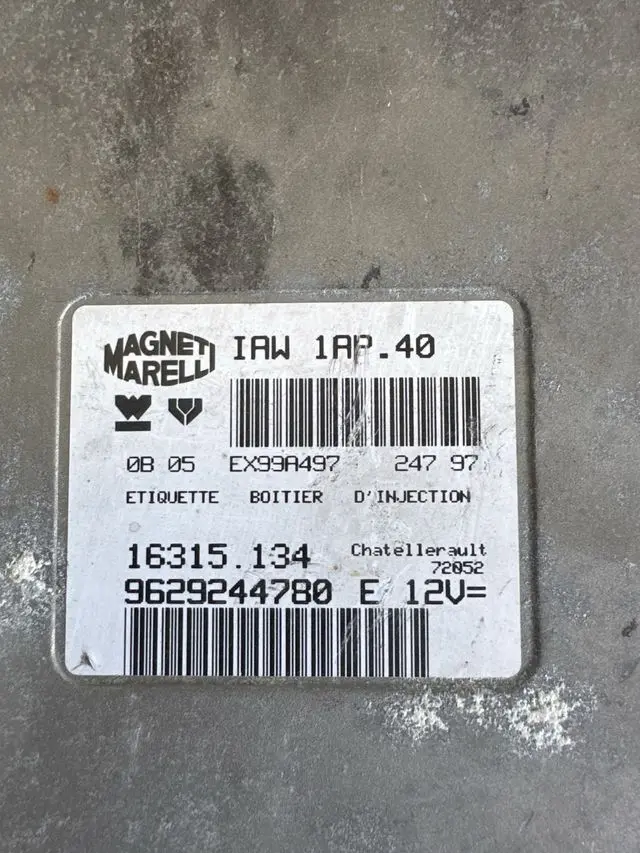 MAGNETI MARELLI
IAW 1AP.40
0B 05 EX99A497 247 97
ETIQUETTE BOITIER D'INJECTION
16315.134 Chatellerault
72052
9629244780 E 12V=